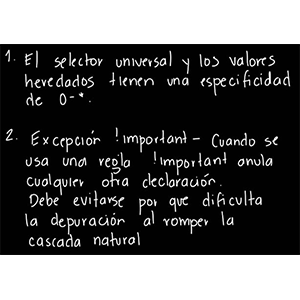 1. El selector universal y los valores
heredados tienen una especificidad
de 0-*.
2. Excepción !important - Cuando se
usa una regla !important anula
cualquier otra declaración.
Debe evitarse por que dificulta
la depuración al romper la
cascada natural